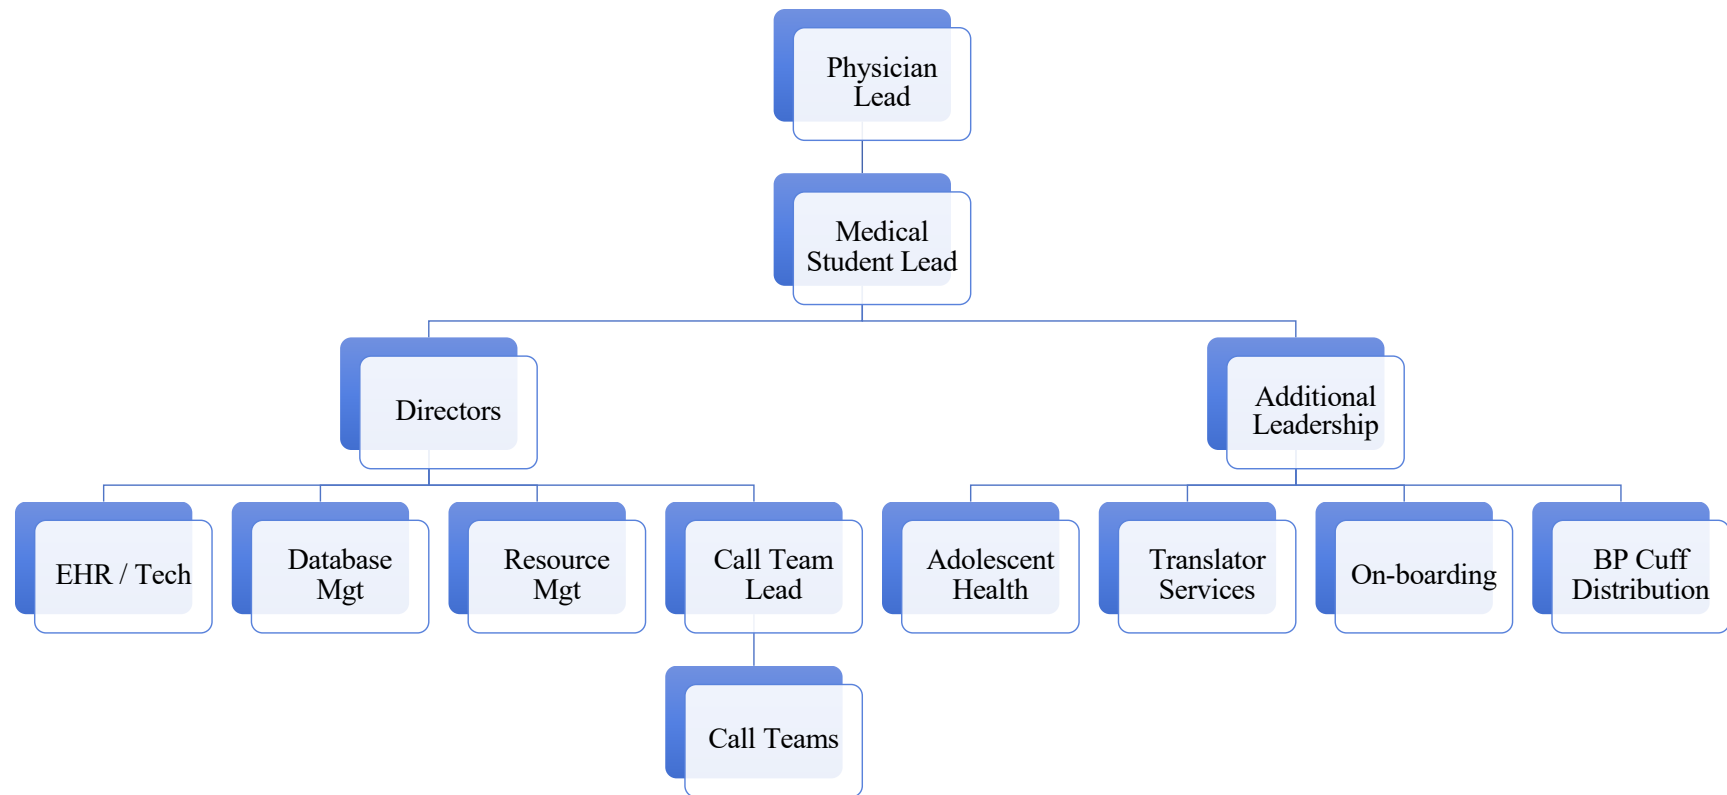 Physician
Lead
Medical
Student Lead
Directors
Additional
Leadership
EHR / Tech
Database
Mgt
Resource
Mgt
Call Team
Lead
Adolescent
Health
Translator
Services
On-boarding
BP Cuff
Distribution
Call Teams